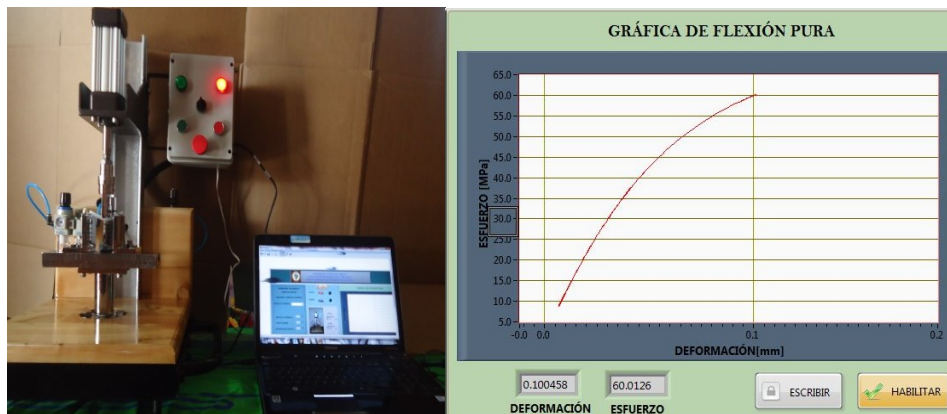 GRÁFICA DE FLEXIÓN PURA
65.0
60.0
55.0
50.0
45.0
40.0
35.0
30.0
25.0
20.0
15.0
10.0
5.0
ESFUERZO [MPa]
-0.0 0.0 0.1 0.2
DEFORMACIÓN[mm]
0.100458 60.0126
DEFORMACIÓN ESFUERZO
ESCRIBIR
HABILITAR